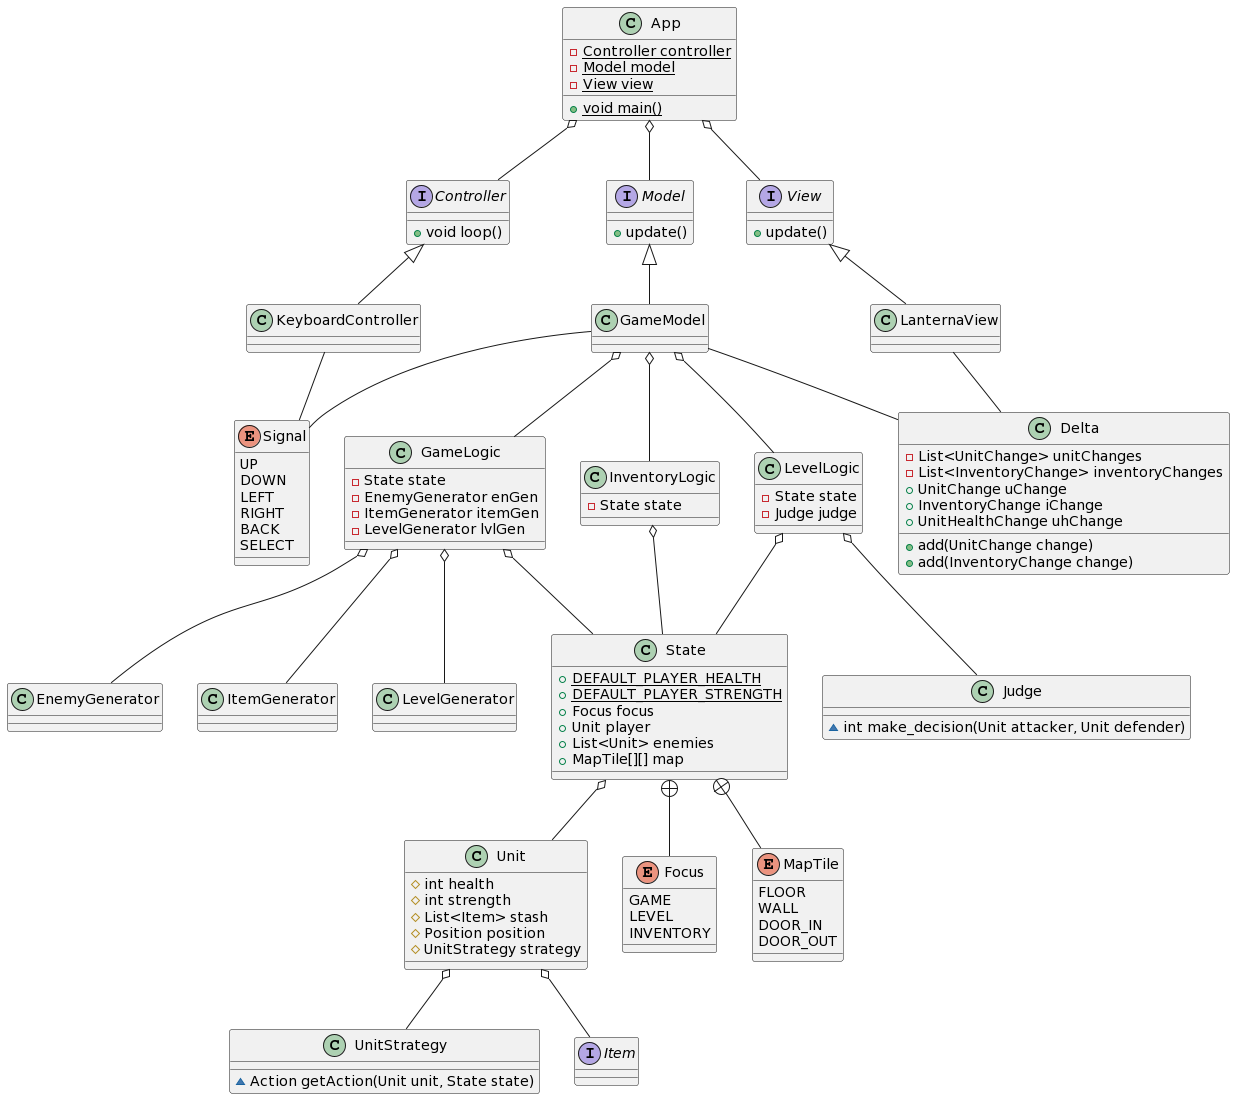 C App
Controller controller
Model model
View view
void main()
I Controller
void loop()
I Model
update()
I View
update()
C KeyboardController
C GameModel
C LanternaView
E Signal
UP
DOWN
LEFT
RIGHT
BACK
SELECT
C GameLogic
State state
EnemyGenerator enGen
ItemGenerator itemGen
LevelGenerator lvlGen
C InventoryLogic
State state
C LevelLogic
State state
Judge judge
C Delta
List<UnitChange> unitChanges
List<InventoryChange> inventoryChanges
UnitChange uChange
InventoryChange iChange
UnitHealthChange uhChange
add(UnitChange change)
add(InventoryChange change)
C EnemyGenerator
C ItemGenerator
C LevelGenerator
C State
DEFAULT_PLAYER_HEALTH
DEFAULT_PLAYER_STRENGTH
Focus focus
Unit player
List<Unit> enemies
MapTile[][] map
C Judge
int make_decision(Unit attacker, Unit defender)
C Unit
int health
int strength
List<Item> stash
Position position
UnitStrategy strategy
E Focus
GAME
LEVEL
INVENTORY
E MapTile
FLOOR
WALL
DOOR_IN
DOOR_OUT
C UnitStrategy
Action getAction(Unit unit, State state)
I Item